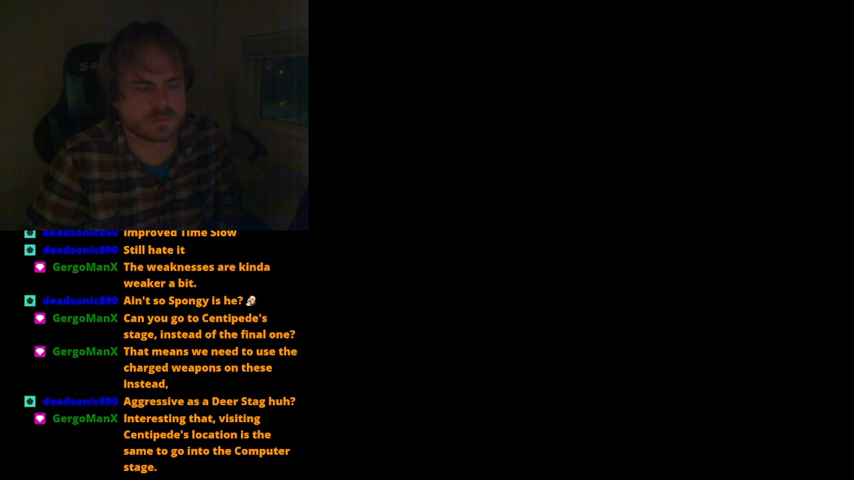 deadsonic890 Improved Time Slow
deadsonic890 Still hate it
GergoManX The weaknesses are kinda
weaker a bit.
deadsonic890 Ain't so Spongy is he?
GergoManX Can you go to Centipede's
stage, instead of the final one?
GergoManX That means we need to use the
charged weapons on these
instead,
deadsonic890 Aggressive as a Deer Stag huh?
GergoManX Interesting that, visiting
Centipede's location is the
same to go into the Computer
stage.